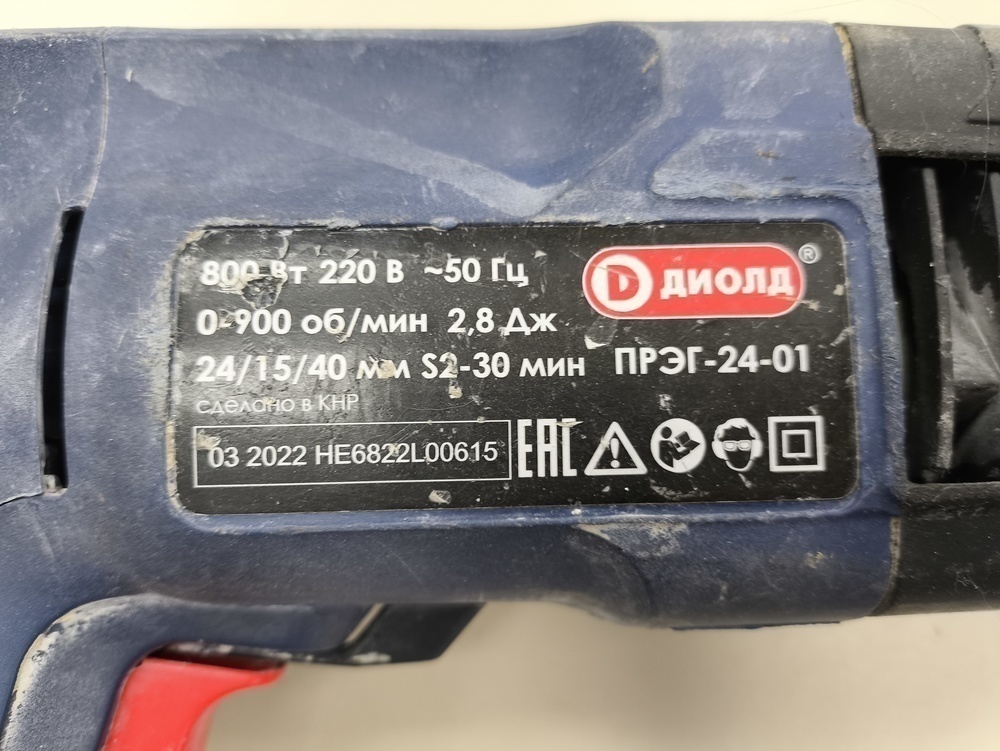 800 Вт 220 В ~50 Гц
D ДИОЛД ®
0-900 об/мин 2,8 Дж
24/15/40 мм S2-30 мин ПРЭГ-24-01
сделано в КНР
03 2022 HE6822L00615 EAC